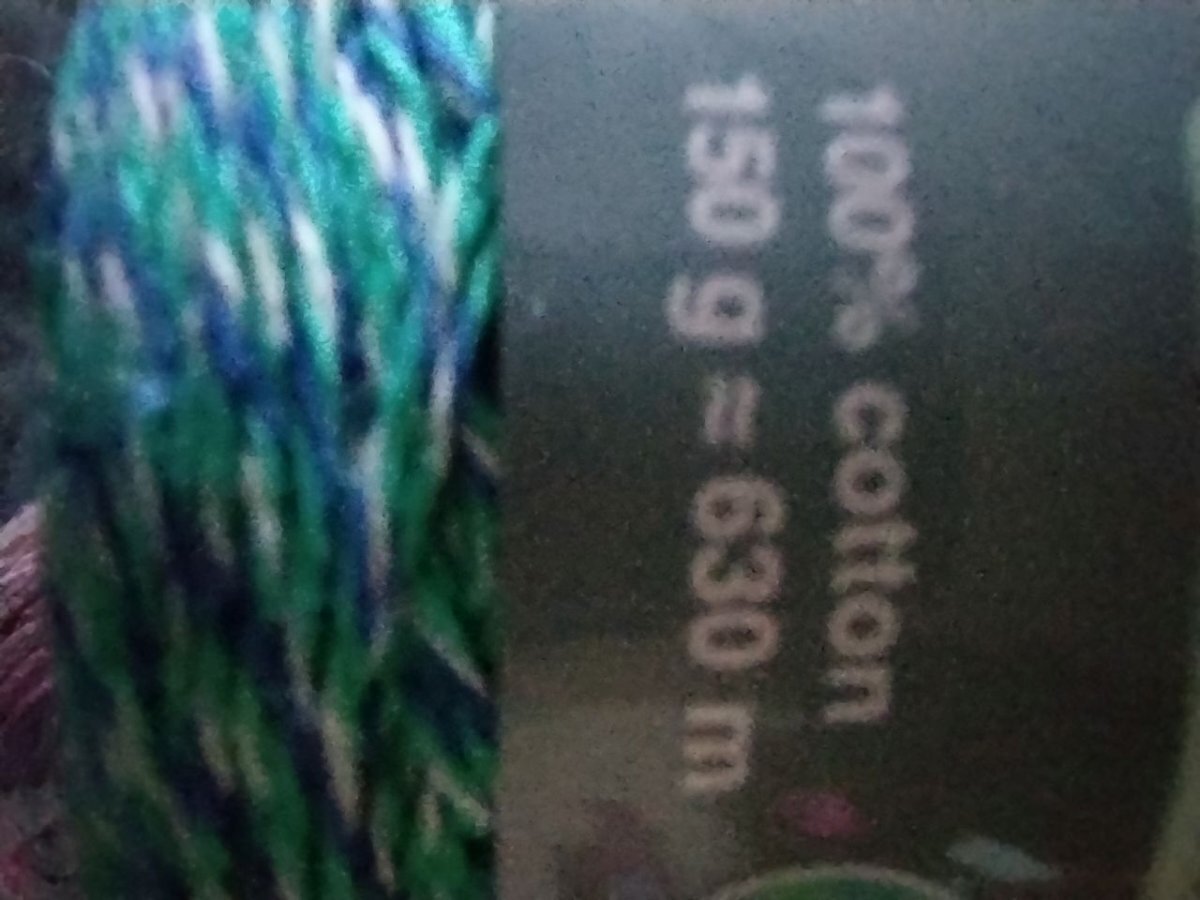 100% cotton
150 g = 630 m